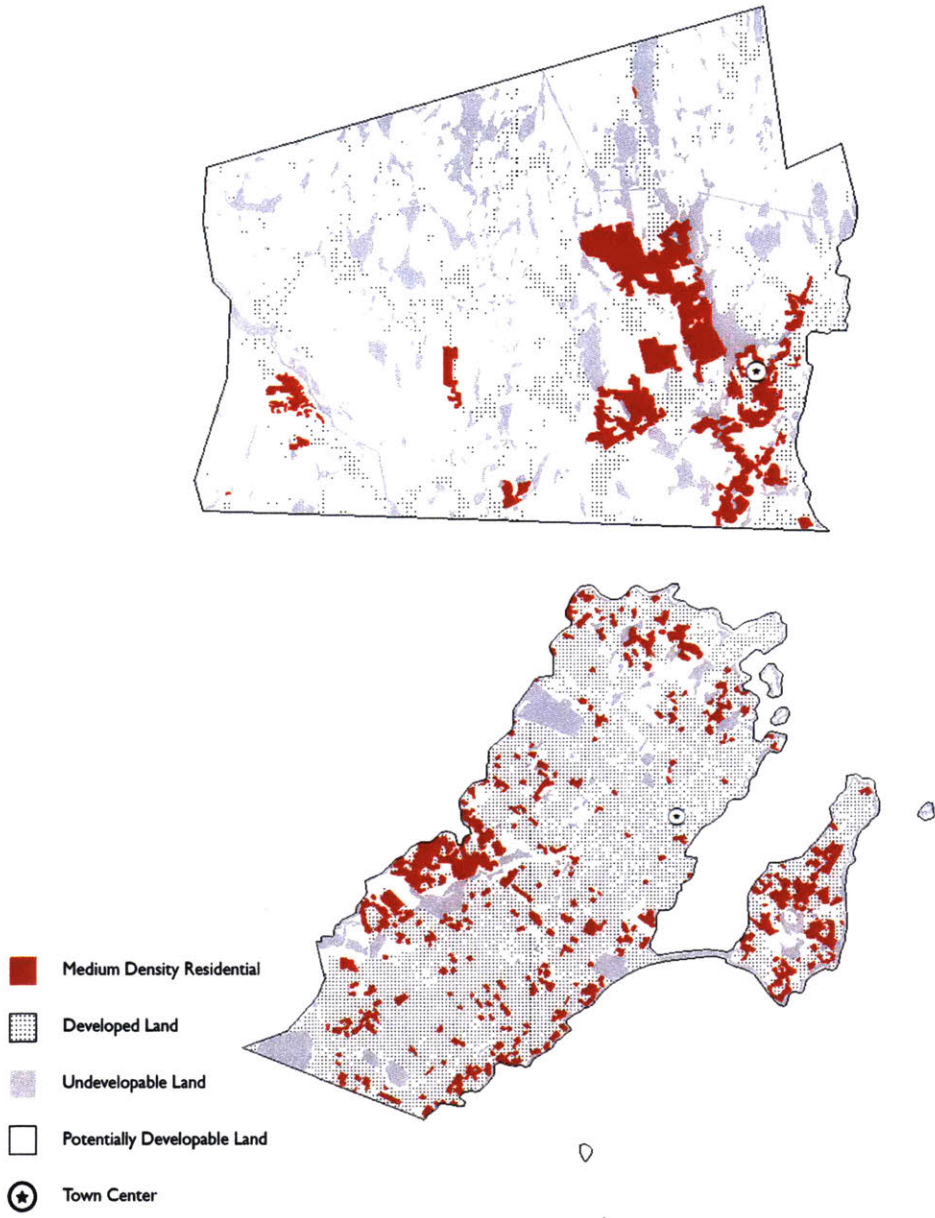 Medium Density Residential
Developed Land
Undevelopable Land
Potentially Developable Land
Town Center